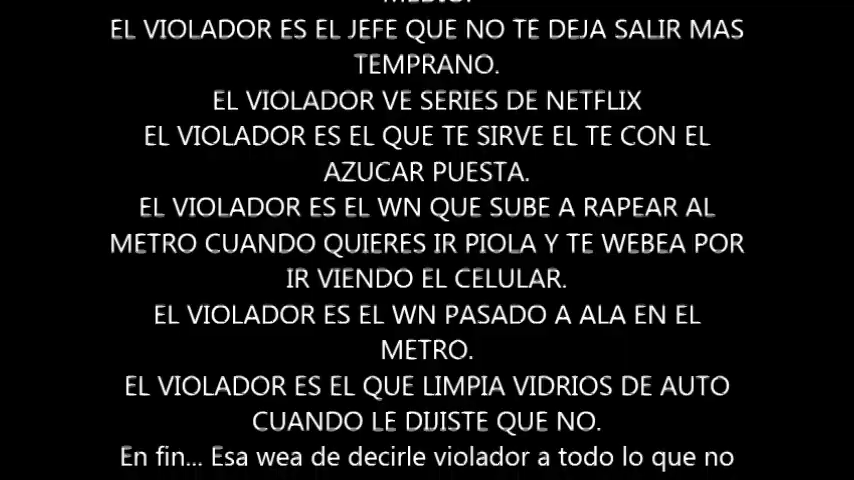 MEDIO.
EL VIOLADOR ES EL JEFE QUE NO TE DEJA SALIR MAS
TEMPRANO.
EL VIOLADOR VE SERIES DE NETFLIX
EL VIOLADOR ES EL QUE TE SIRVE EL TE CON EL
AZUCAR PUESTA.
EL VIOLADOR ES EL WN QUE SUBE A RAPEAR AL
METRO CUANDO QUIERES IR PIOLA Y TE WEBEA POR
IR VIENDO EL CELULAR.
EL VIOLADOR ES EL WN PASADO A ALA EN EL
METRO.
EL VIOLADOR ES EL QUE LIMPIA VIDRIOS DE AUTO
CUANDO LE DIJISTE QUE NO.
En fin... Esa wea de decirle violador a todo lo que no